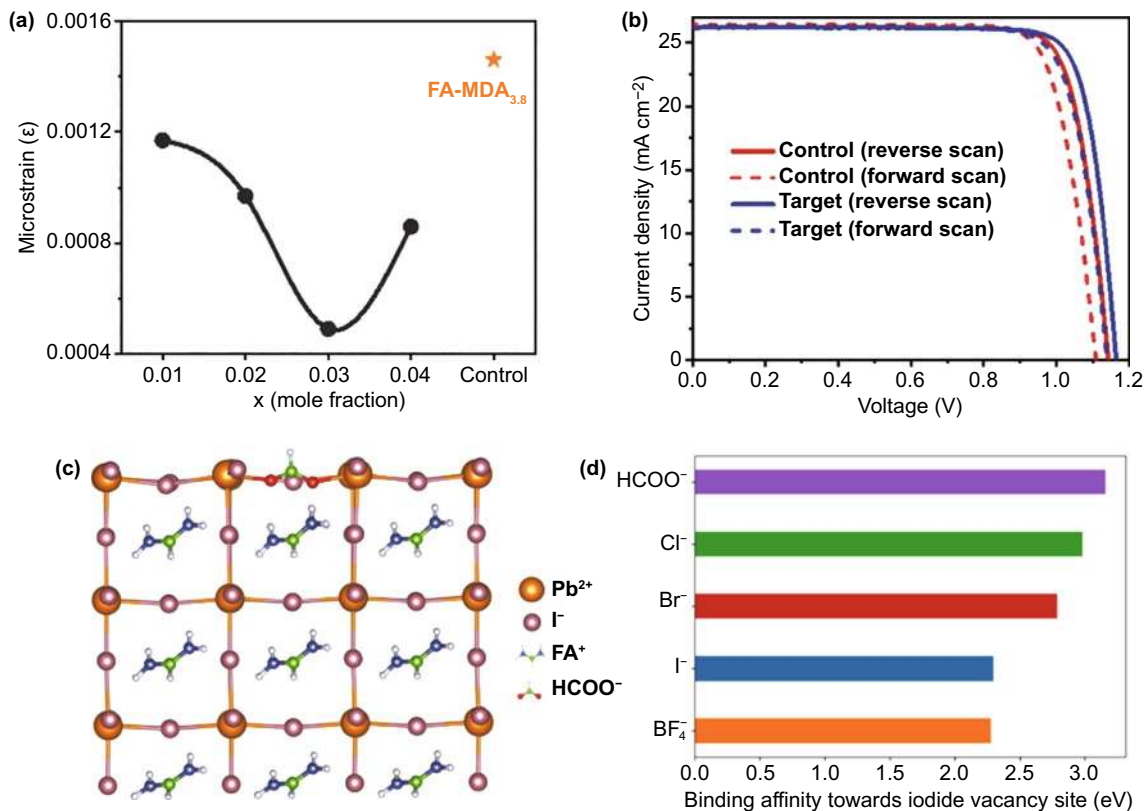 (a)
0.0016
0.0012
0.0008
0.0004
Microstrain (ε)
FA-MDA3.8
0.01 0.02 0.03 0.04 Control
x (mole fraction)
(b)
25
20
15
10
5
0
Current density (mA cm−2)
Control (reverse scan)
Control (forward scan)
Target (reverse scan)
Target (forward scan)
0.0 0.2 0.4 0.6 0.8 1.0 1.2
Voltage (V)
(c)
Pb2+
I−
FA+
HCOO−
(d)
HCOO−
Cl−
Br−
I−
BF4−
0.0 0.5 1.0 1.5 2.0 2.5 3.0
Binding affinity towards iodide vacancy site (eV)